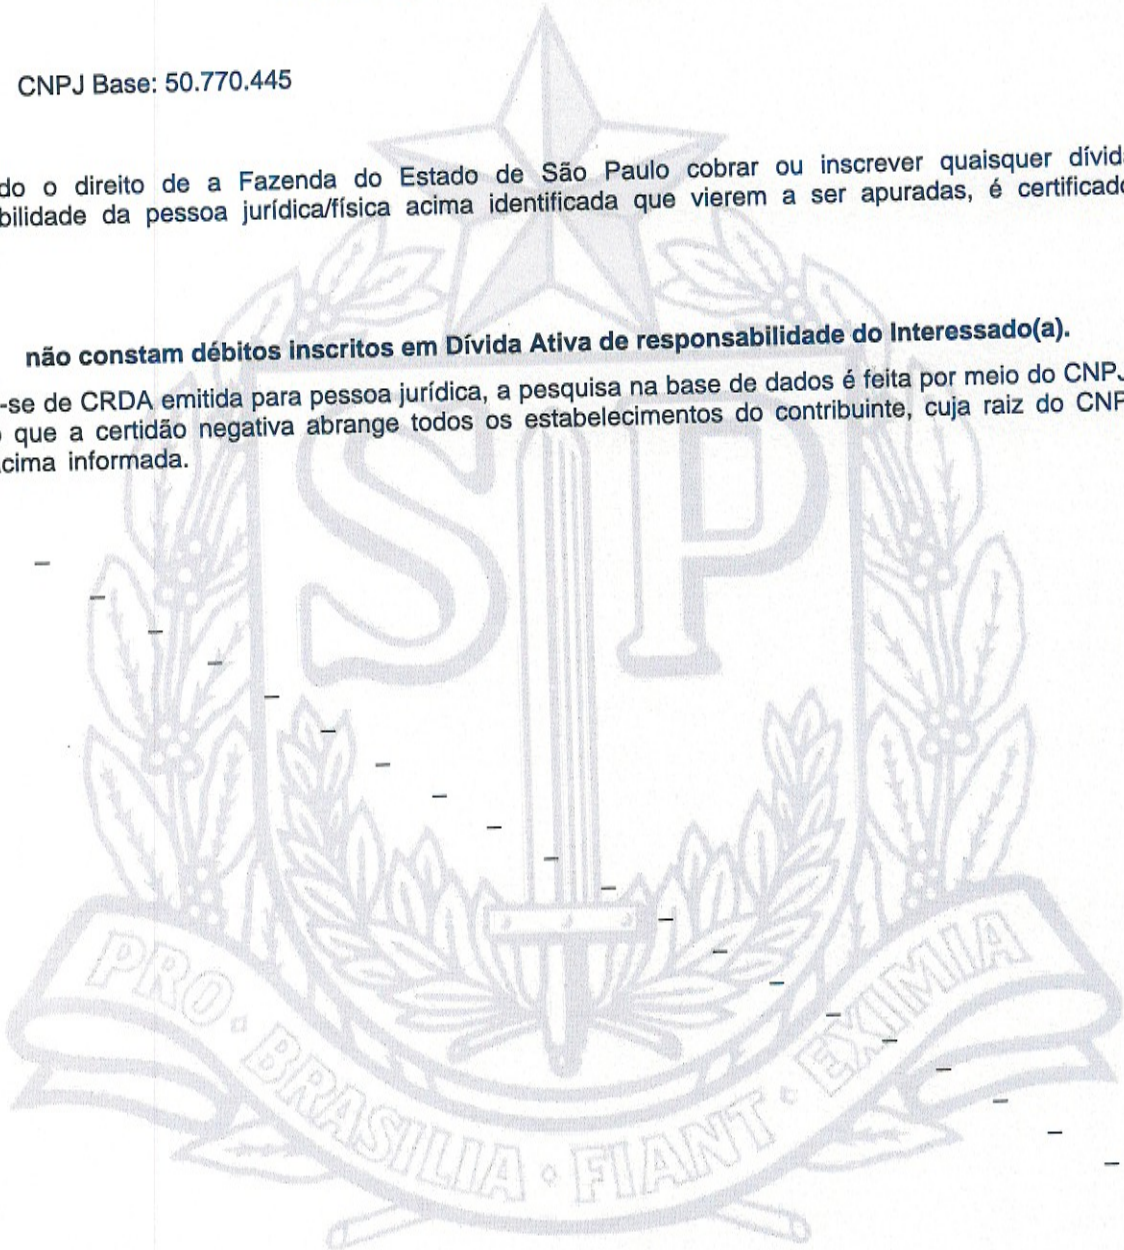 CNPJ Base: 50.770.445
do o direito de a Fazenda do Estado de São Paulo cobrar ou inscrever quaisquer dívid
bilidade da pessoa jurídica/física acima identificada que vierem a ser apuradas, é certificad
não constam débitos inscritos em Dívida Ativa de responsabilidade do Interessado(a).
-se de CRDA emitida para pessoa jurídica, a pesquisa na base de dados é feita por meio do CNPJ
que a certidão negativa abrange todos os estabelecimentos do contribuinte, cuja raiz do CNP
cima informada.
SP
PRO · BRASILIA · FIANT · EXIMIA